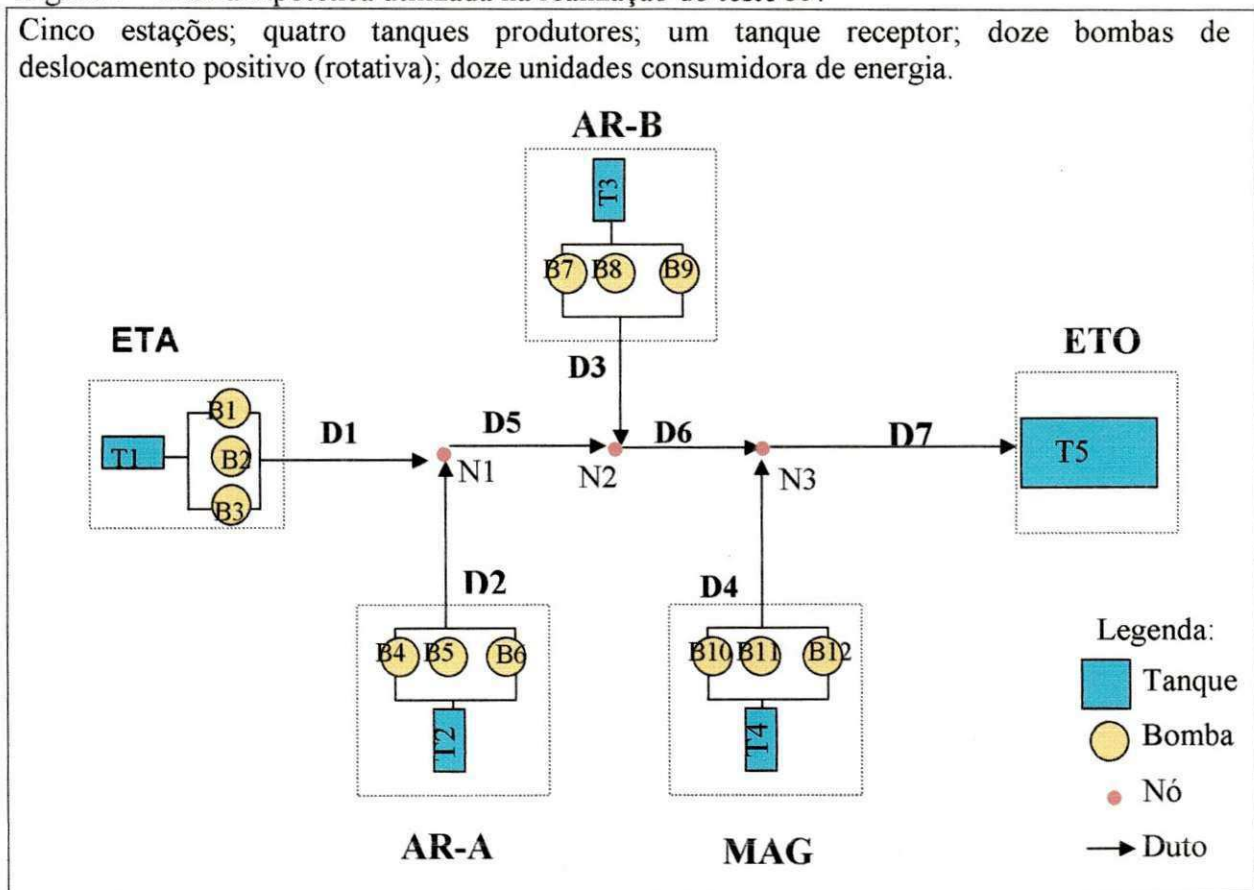 Cinco estações; quatro tanques produtores; um tanque receptor; doze bombas de
deslocamento positivo (rotativa); doze unidades consumidora de energia.
AR-B
T3
B7 B8 B9
D3
ETA
T1
B1
B2
B3
D1
N1
D5
N2
D6
N3
D7
ETO
T5
D2
B4 B5 B6
T2
AR-A
D4
B10 B11 B12
T4
MAG
Legenda:
Tanque
Bomba
Nó
Duto